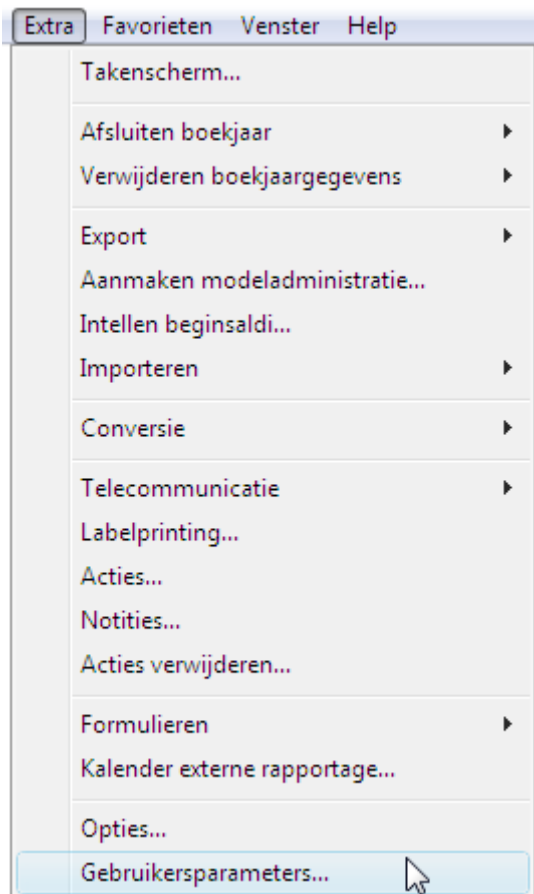 Extra Favorieten Venster Help
Takenscherm...
Afsluiten boekjaar
Verwijderen boekjaargegevens
Export
Aanmaken modeladministratie...
Intellen beginsaldi...
Importeren
Conversie
Telecommunicatie
Labelprinting...
Acties...
Notities...
Acties verwijderen...
Formulieren
Kalender externe rapportage...
Opties...
Gebruikersparameters...